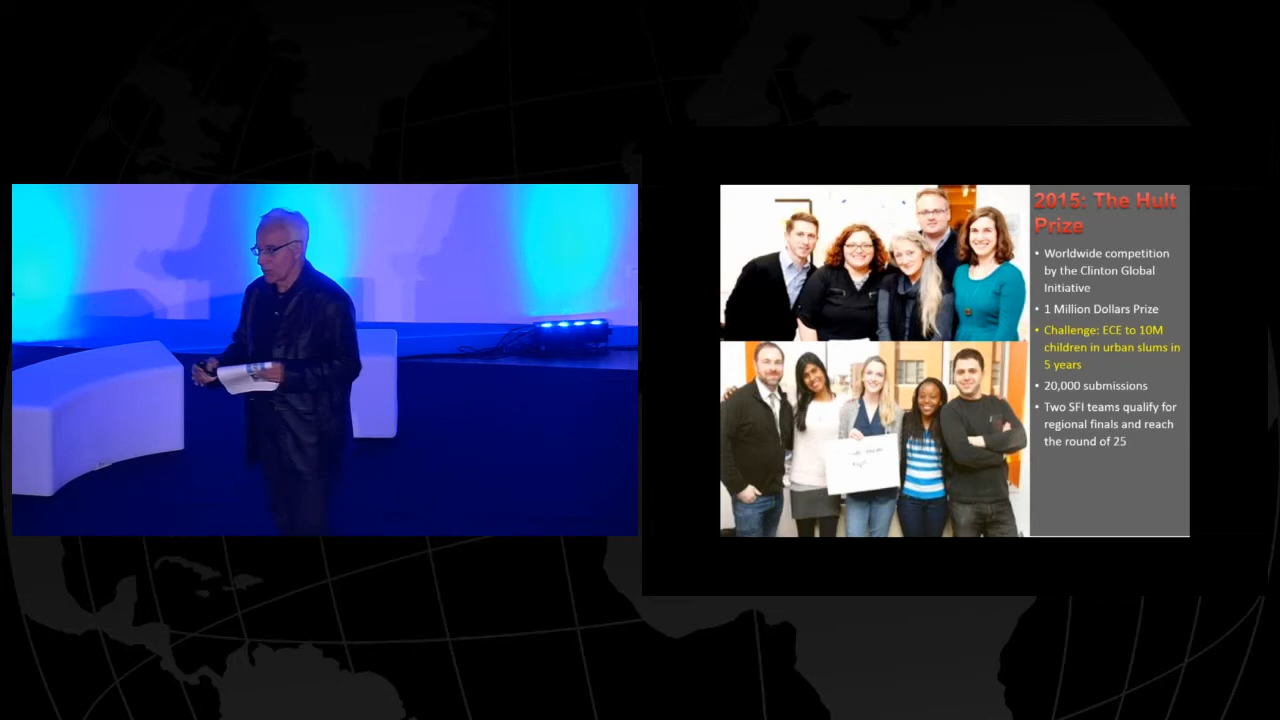 2015: The Hult
Prize
• Worldwide competition
by the Clinton Global
Initiative
• 1 Million Dollars Prize
• Challenge: ECE to 10M
children in urban slums in
5 years
• 20,000 submissions
• Two SFI teams qualify for
regional finals and reach
the round of 25